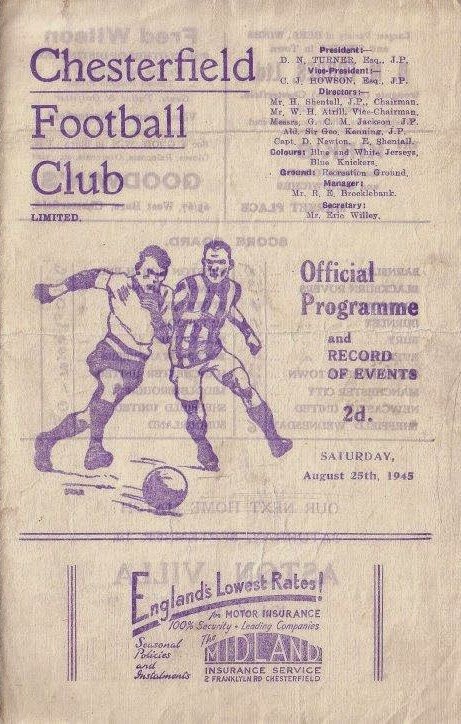 Chesterfield
Football
Club
LIMITED.
President:—
D. N. TURNER, Esq., J.P.
Vice-President:—
C. J. HOWSON, Esq., J.P.
Directors:—
Mr. H. Shentall, J.P., Chairman.
Mr. W. H. Atrill, Vice-Chairman,
Messrs. G. C. M. Jackson, J.P.
Ald. Sir Geo. Kenning, J.P.
Capt. D. Newton, E. Shentall.
Colours: Blue and White Jerseys,
Blue Knickers.
Ground: Recreation Ground.
Manager:
Mr. R. E. Brocklebank.
Secretary:
Mr. Eric Willey.
Official
Programme
and
RECORD
OF EVENTS
2d.
SATURDAY,
August 25th, 1945
England's Lowest Rates!
for MOTOR INSURANCE
100% Security - Leading Companies
Seasonal
Policies
and
Instalments
The
MIDLAND
INSURANCE SERVICE
2 FRANKLYN RD CHESTERFIELD